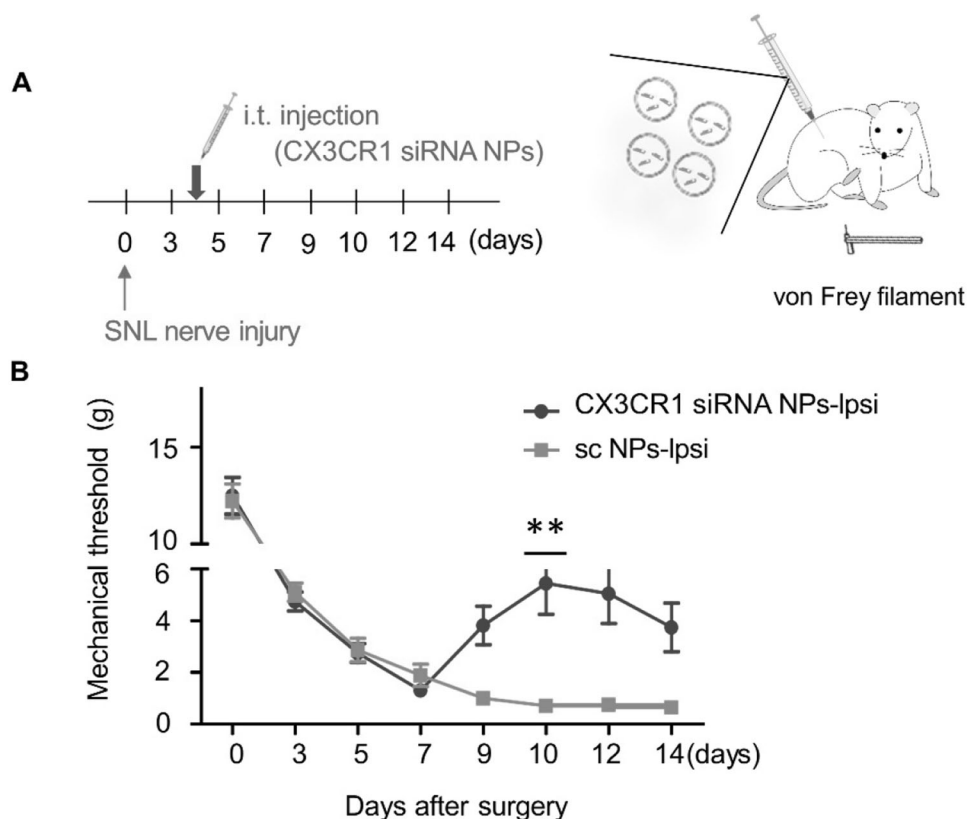 A
i.t. injection
(CX3CR1 siRNA NPs)
0 3 5 7 9 10 12 14 (days)
SNL nerve injury
von Frey filament
B
Mechanical threshold (g)
15
10
6
4
2
0
CX3CR1 siRNA NPs-Ipsi
sc NPs-Ipsi
**
0 3 5 7 9 10 12 14 (days)
Days after surgery